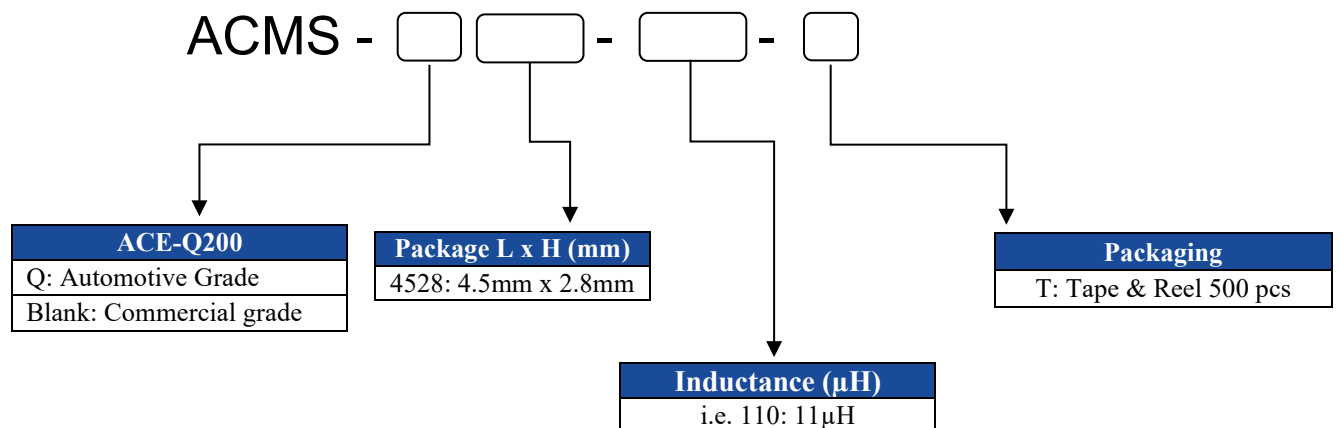 ACMS - - -
ACE-Q200
Q: Automotive Grade
Blank: Commercial grade
Package L x H (mm)
4528: 4.5mm x 2.8mm
Packaging
T: Tape & Reel 500 pcs
Inductance (µH)
i.e. 110: 11µH